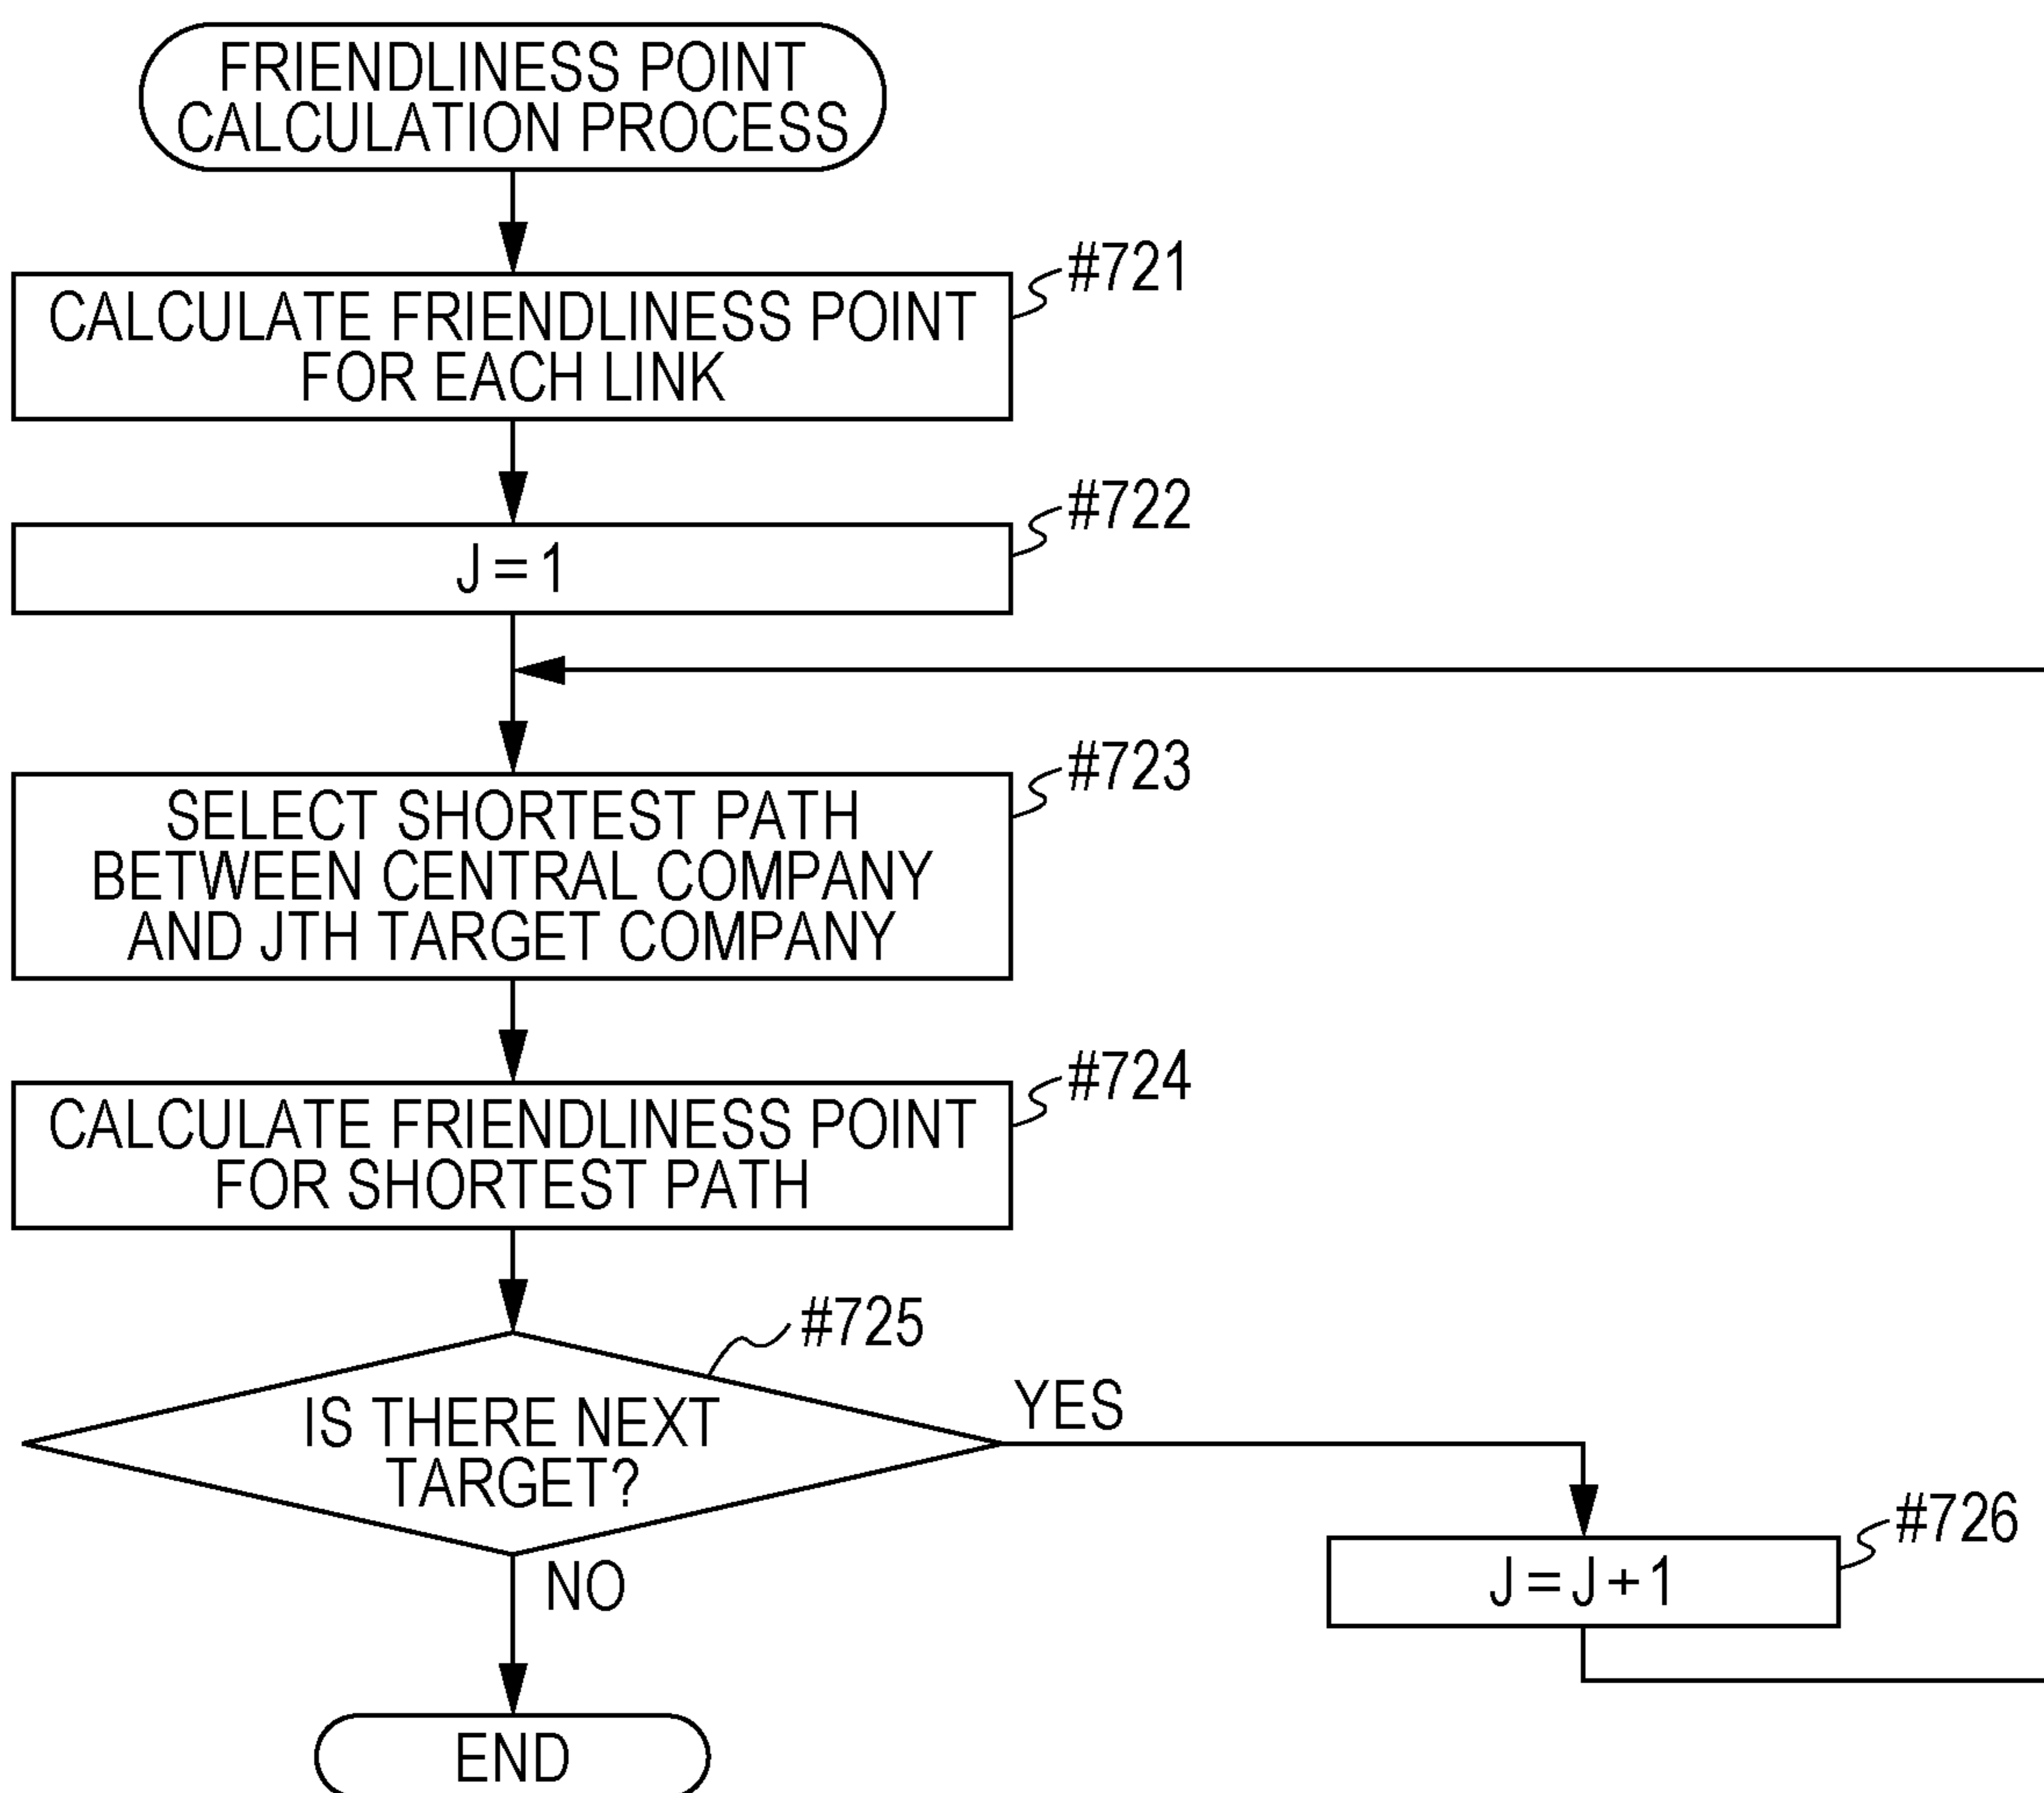 FRIENDLINESS POINT
CALCULATION PROCESS
#721
CALCULATE FRIENDLINESS POINT
FOR EACH LINK
#722
J=1
#723
SELECT SHORTEST PATH
BETWEEN CENTRAL COMPANY
AND JTH TARGET COMPANY
#724
CALCULATE FRIENDLINESS POINT
FOR SHORTEST PATH
#725
IS THERE NEXT
TARGET?
YES
#726
J=J+1
NO
END